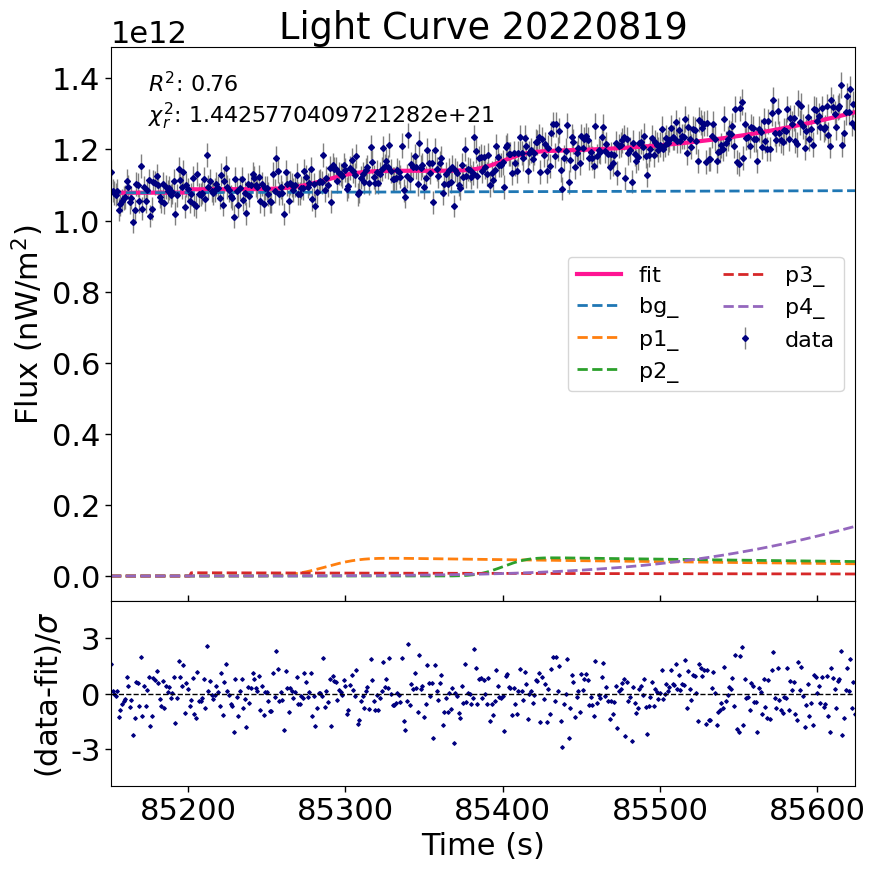 Light Curve 20220819
1e12
R²: 0.76
χ²ᵣ: 1.4425770409721282e+21
1.4
1.2
1.0
0.8
0.6
0.4
0.2
0.0
Flux (nW/m²)
fit
bg_
p1_
p2_
p3_
p4_
data
3
0
-3
(data-fit)/σ
85200 85300 85400 85500 85600
Time (s)